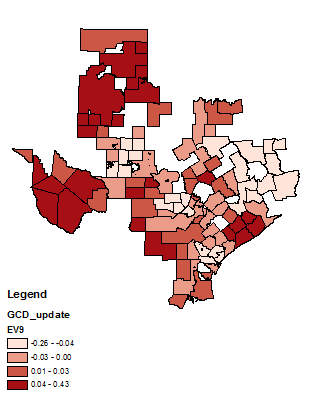 Legend
GCD_update
EV9
-0.26 - -0.04
-0.03 - 0.00
0.01 - 0.03
0.04 - 0.43